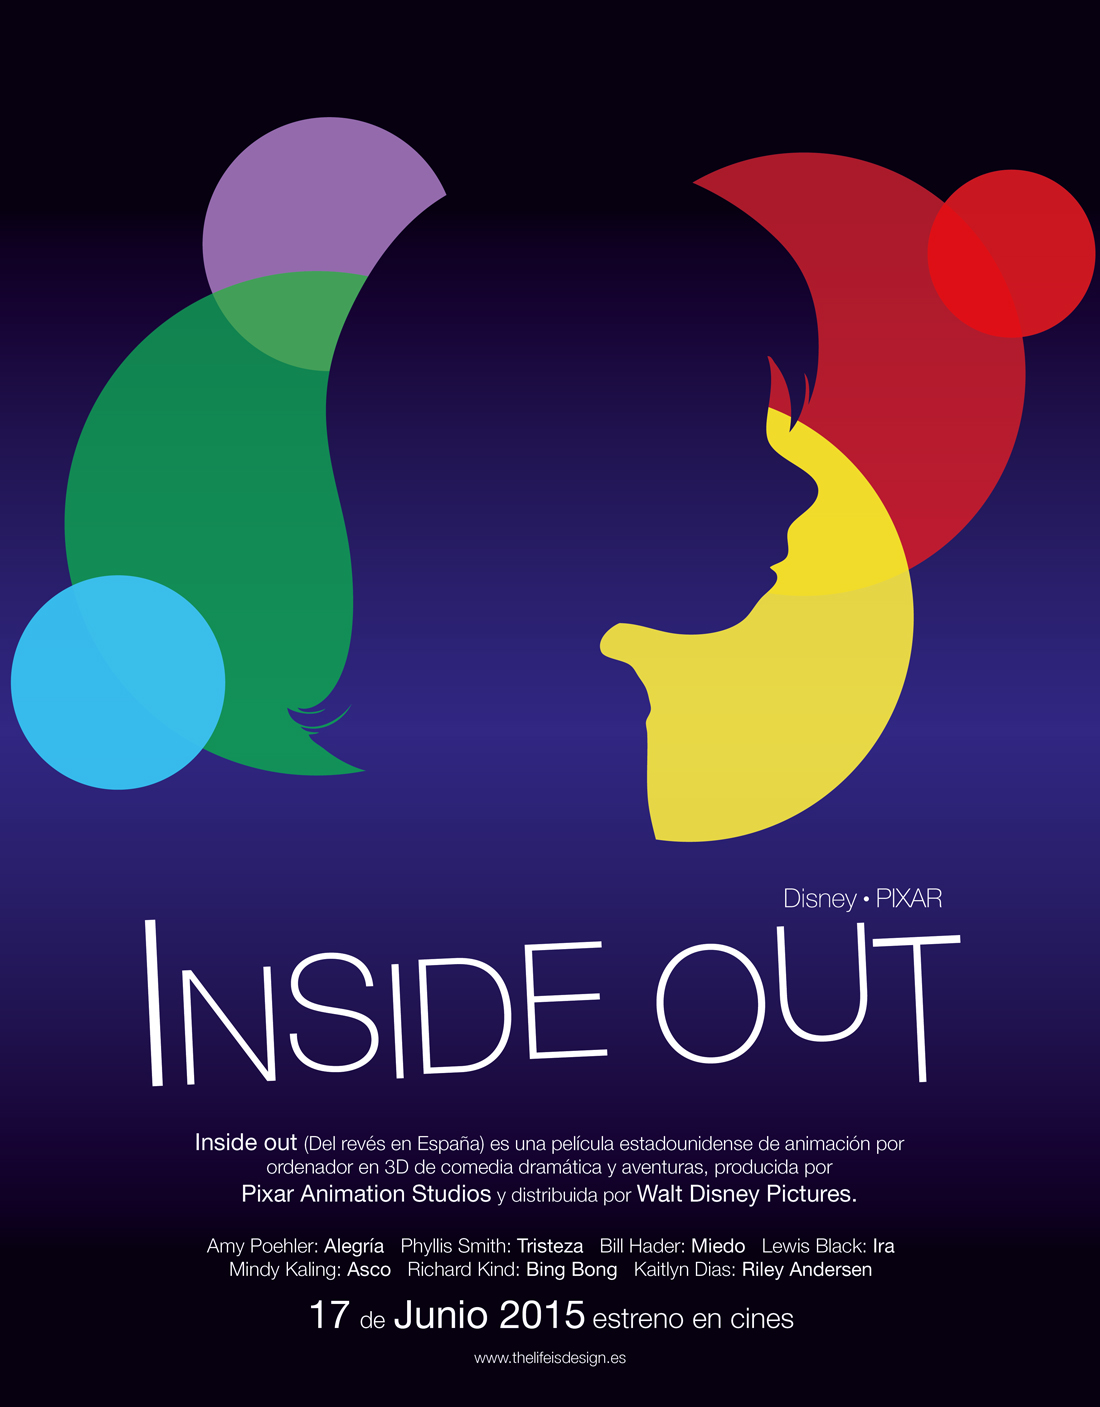 Disney • PIXAR
INSIDE OUT
Inside out (Del revés en España) es una película estadounidense de animación por
ordenador en 3D de comedia dramática y aventuras, producida por
Pixar Animation Studios y distribuida por Walt Disney Pictures.
Amy Poehler: Alegría Phyllis Smith: Tristeza Bill Hader: Miedo Lewis Black: Ira
Mindy Kaling: Asco Richard Kind: Bing Bong Kaitlyn Dias: Riley Andersen
17 de Junio 2015 estreno en cines
www.thelifeisdesign.es